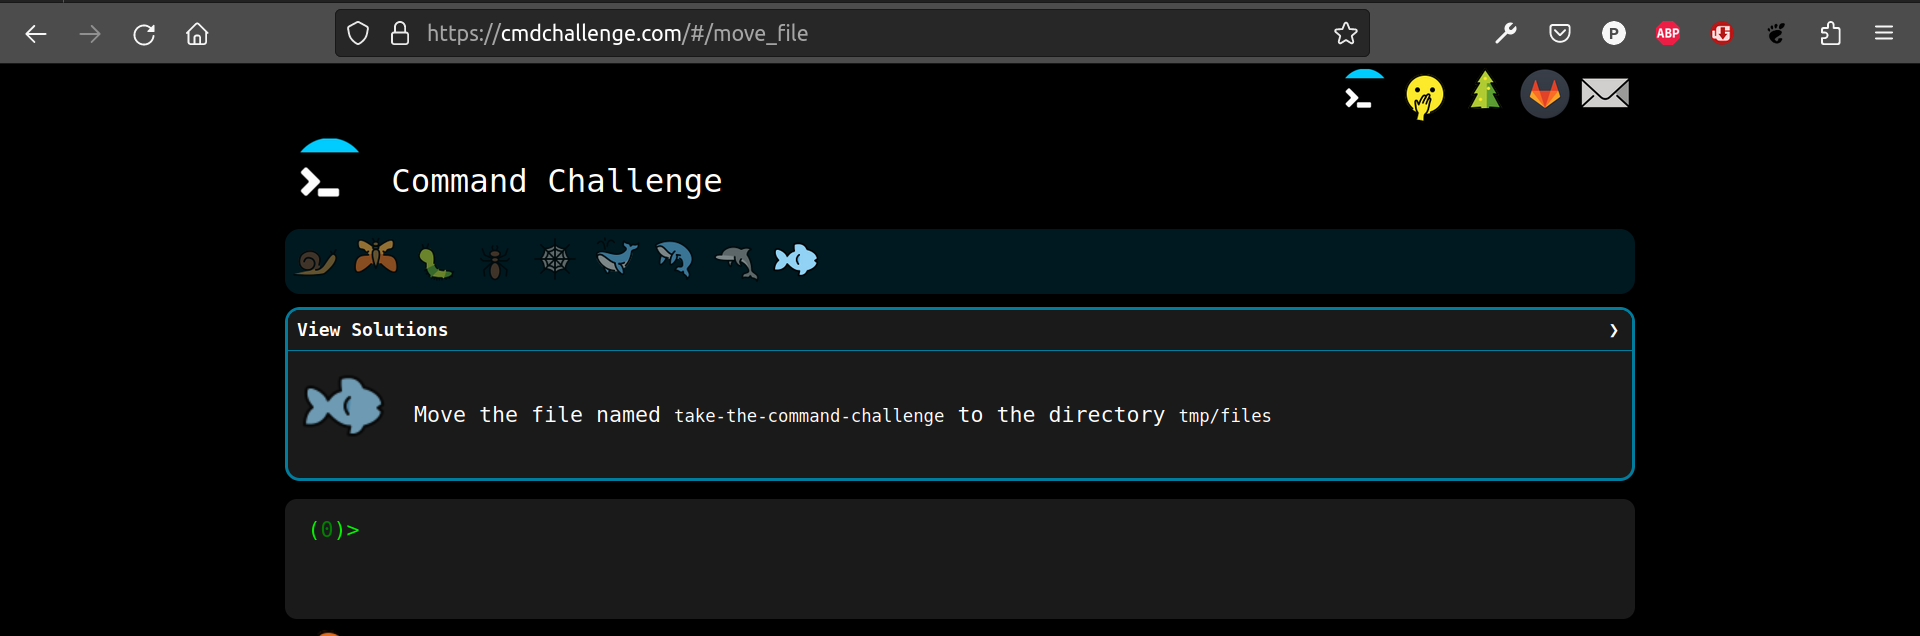 https://cmdchallenge.com/#/move_file
P
ABP
Command Challenge
View Solutions
Move the file named take-the-command-challenge to the directory tmp/files
(0)>